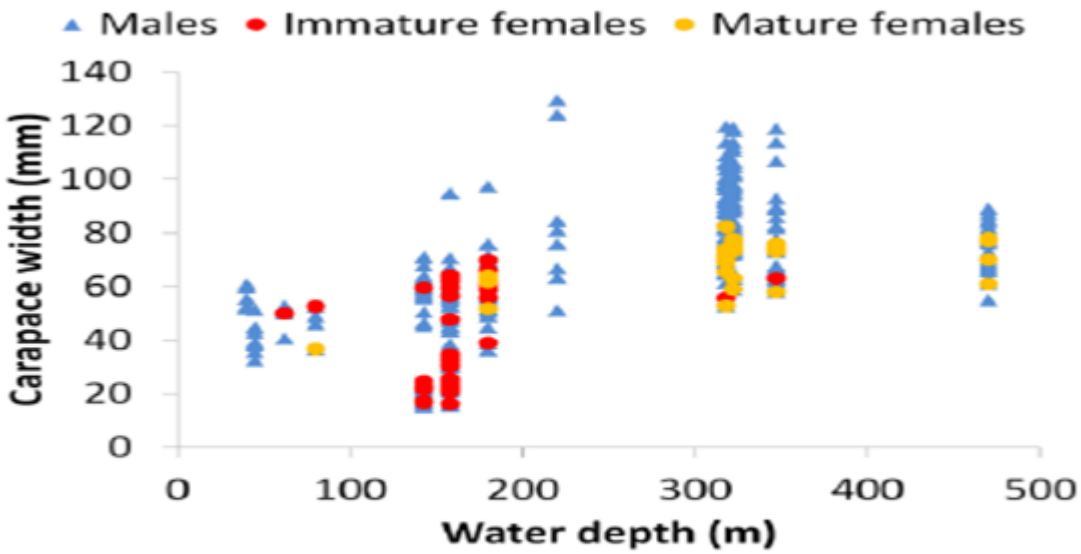 Males Immature females Mature females
140
120
100
80
60
40
20
0
Carapace width (mm)
0 100 200 300 400 500
Water depth (m)